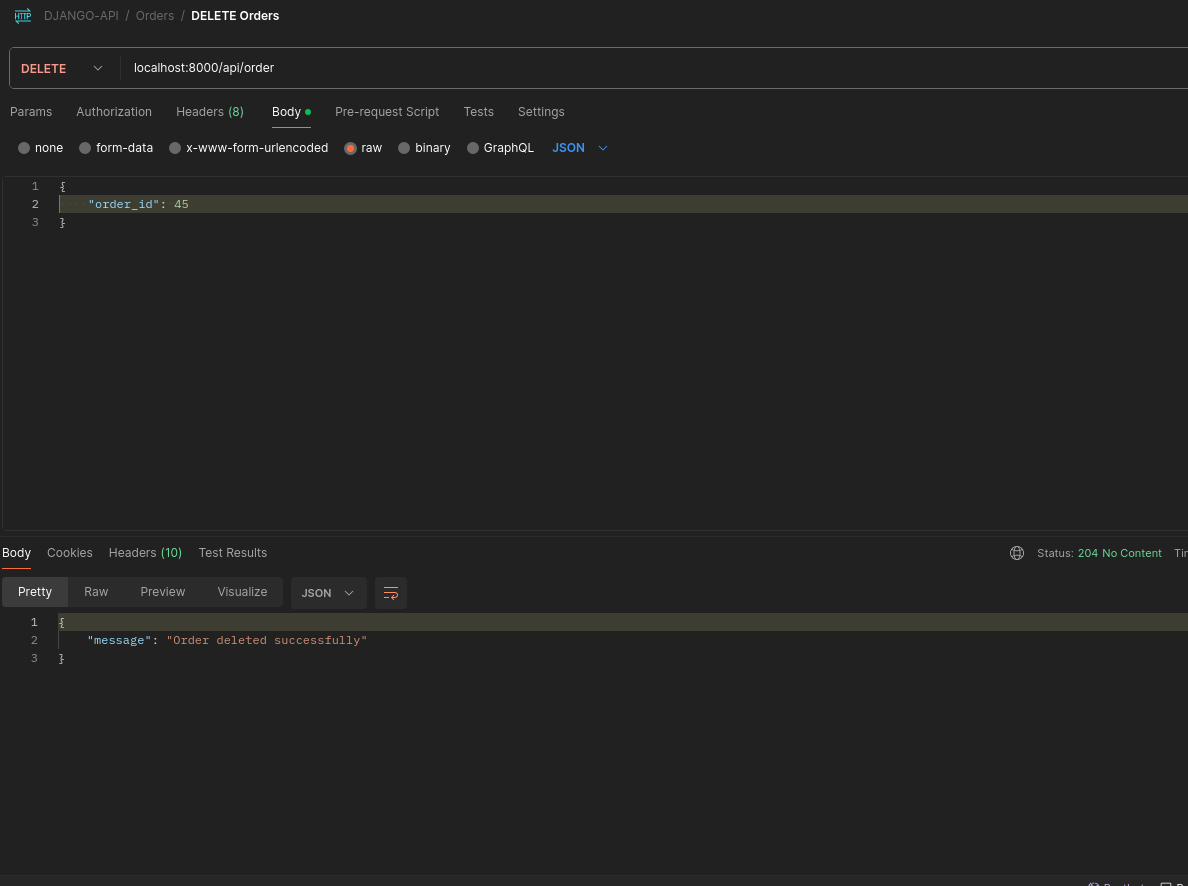 HTTP DJANGO-API / Orders / DELETE Orders
DELETE localhost:8000/api/order
Params Authorization Headers (8) Body Pre-request Script Tests Settings
none form-data x-www-form-urlencoded raw binary GraphQL JSON
1 {
2 "order_id": 45
3 }
Body Cookies Headers (10) Test Results Status: 204 No Content
Pretty Raw Preview Visualize JSON
1 {
2 "message": "Order deleted successfully"
3 }